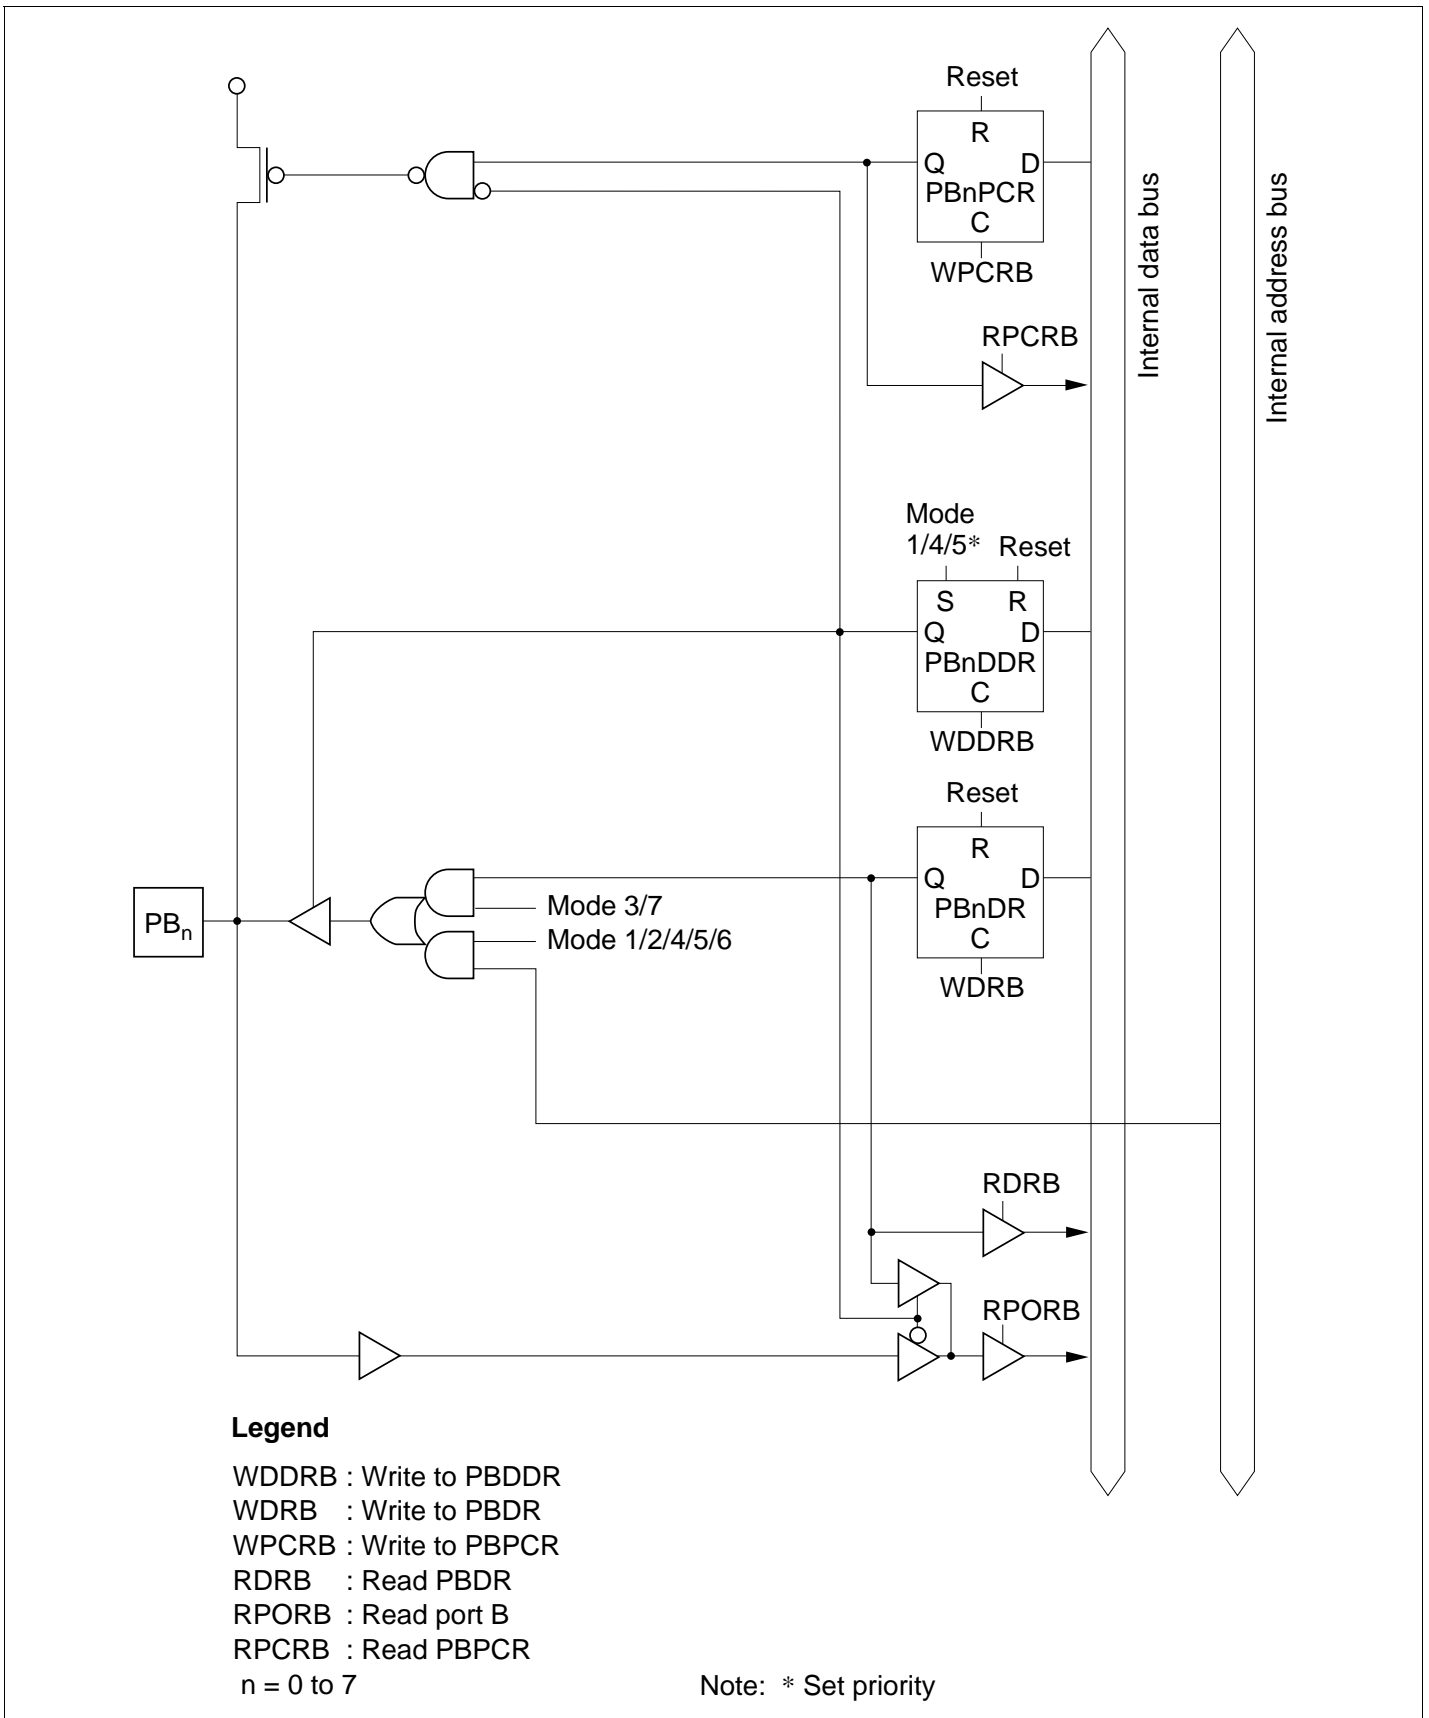 Reset
R
Q D
PBnPCR
C
WPCRB
RPCRB
Internal data bus
Internal address bus
Mode
1/4/5* Reset
S R
Q D
PBnDDR
C
WDDRB
Reset
R
Q D
PBnDR
C
WDRB
Mode 3/7
Mode 1/2/4/5/6
PBn
RDRB
RPORB
Legend
WDDRB : Write to PBDDR
WDRB : Write to PBDR
WPCRB : Write to PBPCR
RDRB : Read PBDR
RPORB : Read port B
RPCRB : Read PBPCR
n = 0 to 7
Note: * Set priority